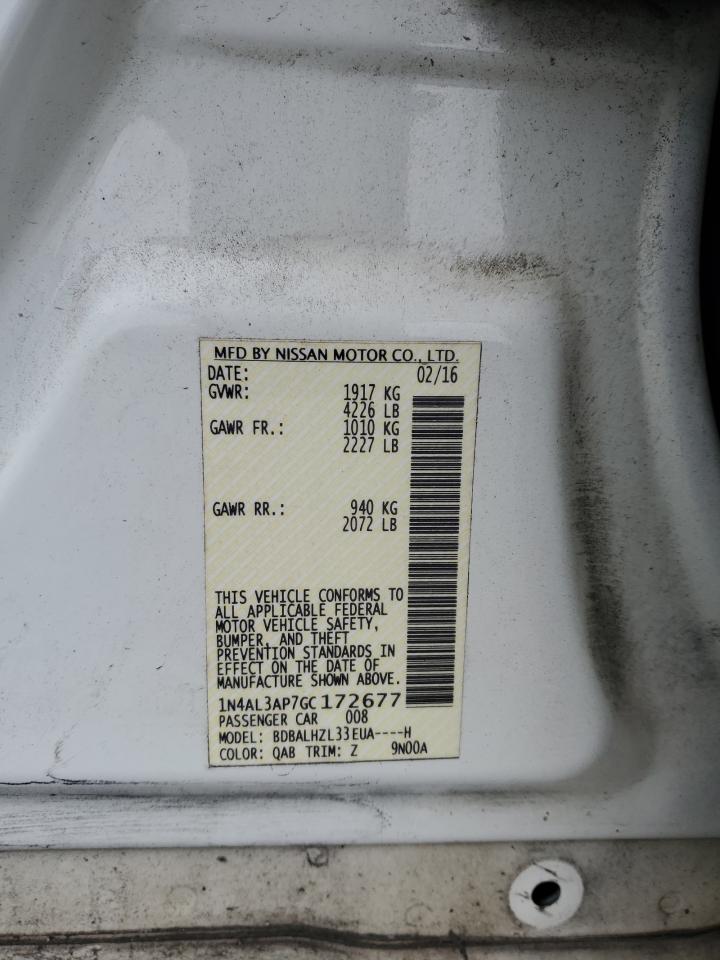 MFD BY NISSAN MOTOR CO., LTD.
DATE: 02/16
GVWR: 1917 KG
4226 LB
GAWR FR.: 1010 KG
2227 LB
GAWR RR.: 940 KG
2072 LB
THIS VEHICLE CONFORMS TO
ALL APPLICABLE FEDERAL
MOTOR VEHICLE SAFETY,
BUMPER, AND THEFT
PREVENTION STANDARDS IN
EFFECT ON THE DATE OF
MANUFACTURE SHOWN ABOVE.
1N4AL3AP7GC172677
PASSENGER CAR 008
MODEL: BDBALHZL33EUA----H
COLOR: QAB TRIM: Z 9N00A